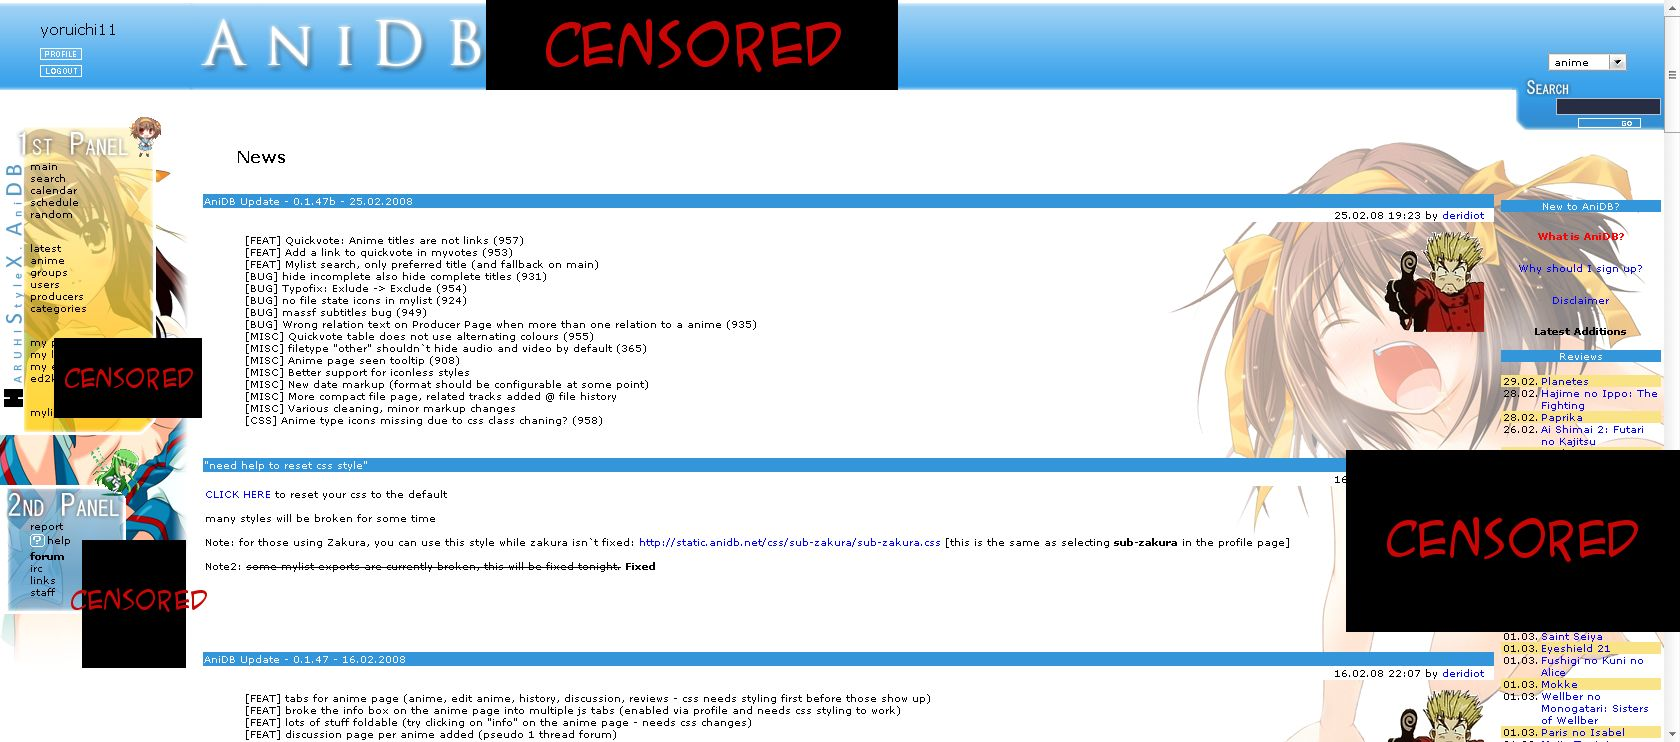 yoruichi11
PROFILE
LOGOUT
ANIDB
CENSORED
anime
SEARCH
GO
1ST PANEL
main
search
calendar
schedule
random
latest
anime
groups
users
producers
categories
my
my
my
ed2k
CENSORED
myli
HARUHI StyleX. AniDB
2ND PANEL
report
? help
forum
irc
links
staff
CENSORED
News
AniDB Update - 0.1.47b - 25.02.2008
25.02.08 19:23 by deridiot
[FEAT] Quickvote: Anime titles are not links (957)
[FEAT] Add a link to quickvote in myvotes (953)
[FEAT] Mylist search, only preferred title (and fallback on main)
[BUG] hide incomplete also hide complete titles (931)
[BUG] Typofix: Exlude -> Exclude (954)
[BUG] no file state icons in mylist (924)
[BUG] massf subtitles bug (949)
[BUG] Wrong relation text on Producer Page when more than one relation to a anime (935)
[MISC] Quickvote table does not use alternating colours (955)
[MISC] filetype "other" shouldn`t hide audio and video by default (365)
[MISC] Anime page seen tooltip (908)
[MISC] Better support for iconless styles
[MISC] New date markup (format should be configurable at some point)
[MISC] More compact file page, related tracks added @ file history
[MISC] Various cleaning, minor markup changes
[CSS] Anime type icons missing due to css class chaning? (958)
"need help to reset css style"
16
CLICK HERE to reset your css to the default
many styles will be broken for some time
Note: for those using Zakura, you can use this style while zakura isn`t fixed: http://static.anidb.net/css/sub-zakura/sub-zakura.css [this is the same as selecting sub-zakura in the profile page]
Note2: some mylist exports are currently broken, this will be fixed tonight. Fixed
AniDB Update - 0.1.47 - 16.02.2008
16.02.08 22:07 by deridiot
[FEAT] tabs for anime page (anime, edit anime, history, discussion, reviews - css needs styling first before those show up)
[FEAT] broke the info box on the anime page into multiple js tabs (enabled via profile and needs css styling to work)
[FEAT] lots of stuff foldable (try clicking on "info" on the anime page - needs css changes)
[FEAT] discussion page per anime added (pseudo 1 thread forum)
New to AniDB?
What is AniDB?
Why should I sign up?
Disclaimer
Latest Additions
Reviews
29.02. Planetes
28.02. Hajime no Ippo: The
Fighting
28.02. Paprika
26.02. Ai Shimai 2: Futari
no Kajitsu
CENSORED
01.03. Saint Seiya
01.03. Eyeshield 21
01.03. Fushigi no Kuni no
Alice
01.03. Mokke
01.03. Wellber no
Monogatari: Sisters
of Wellber
01.03. Paris no Isabel